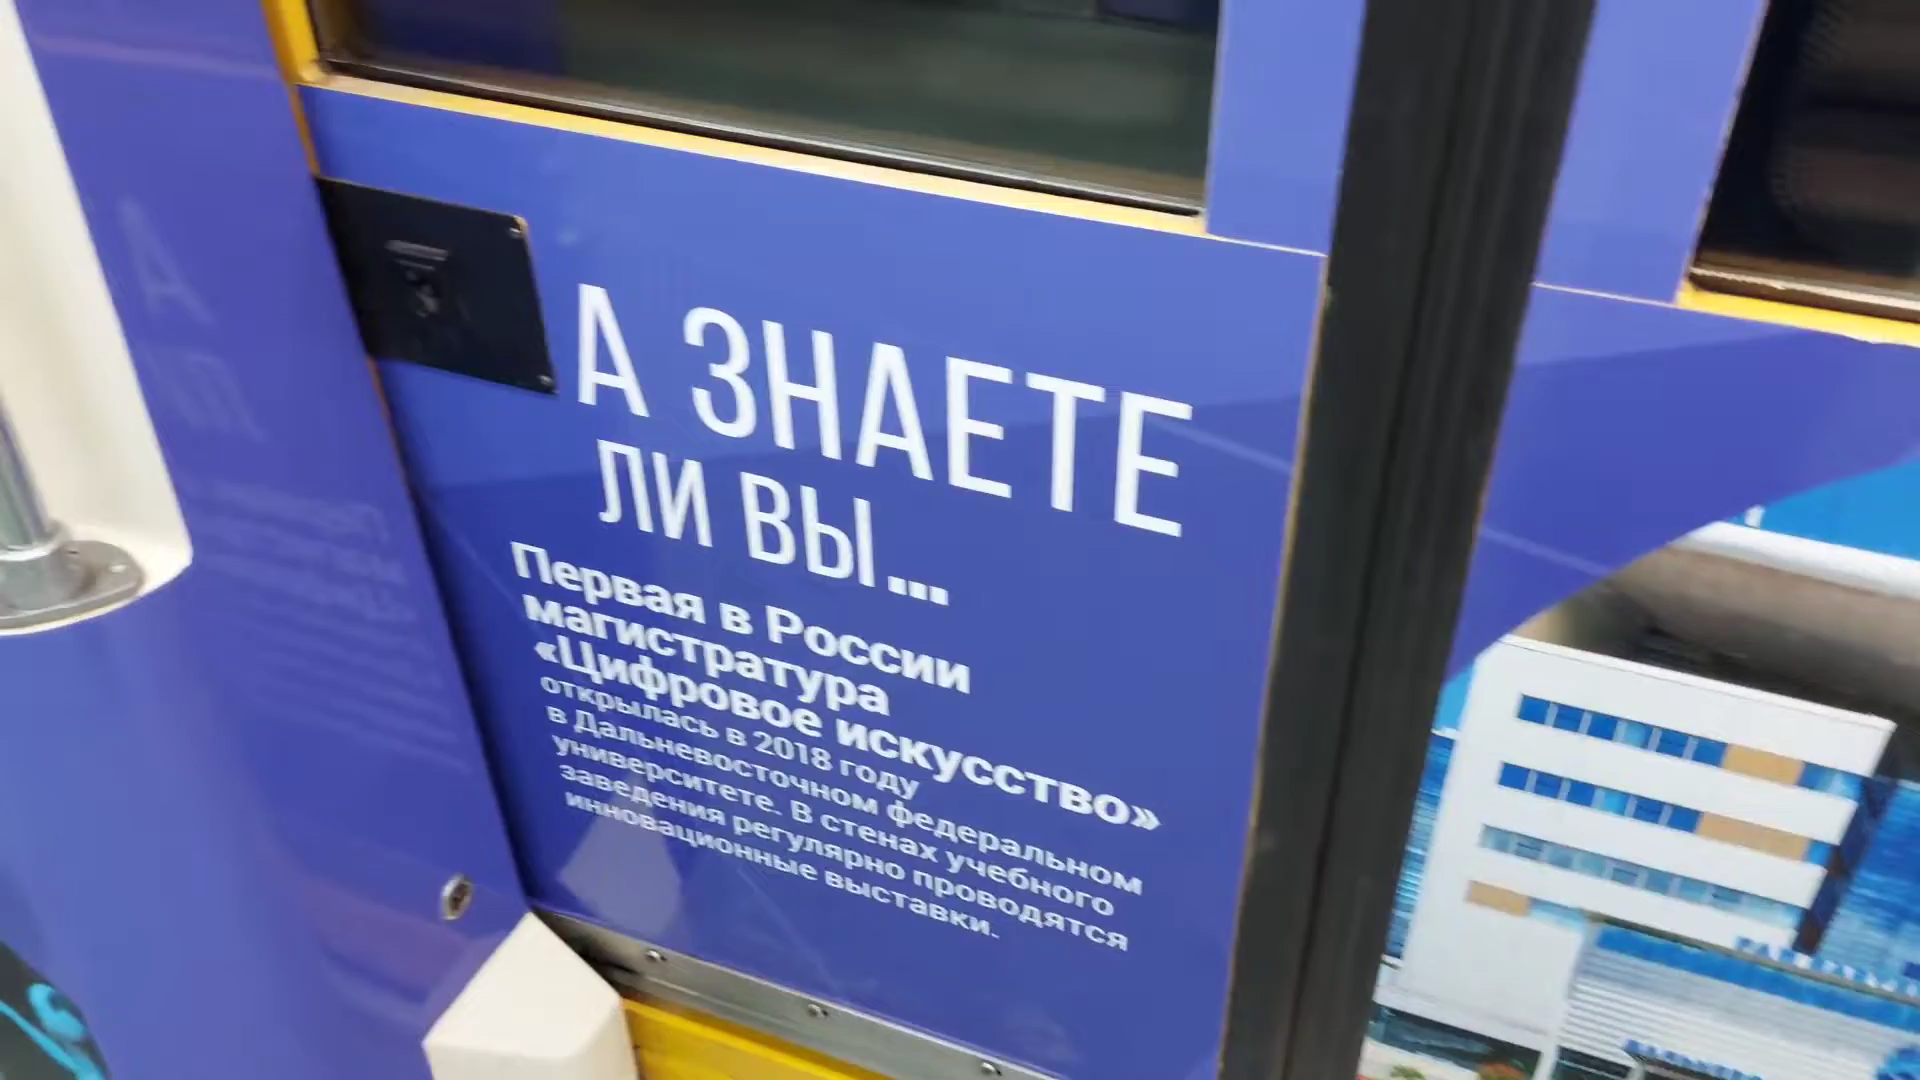 А ЗНАЕТЕ
ЛИ ВЫ...
Первая в России
магистратура
«Цифровое искусство»
открылась в 2018 году
в Дальневосточном федеральном
университете. В стенах учебного
заведения регулярно проводятся
инновационные выставки.